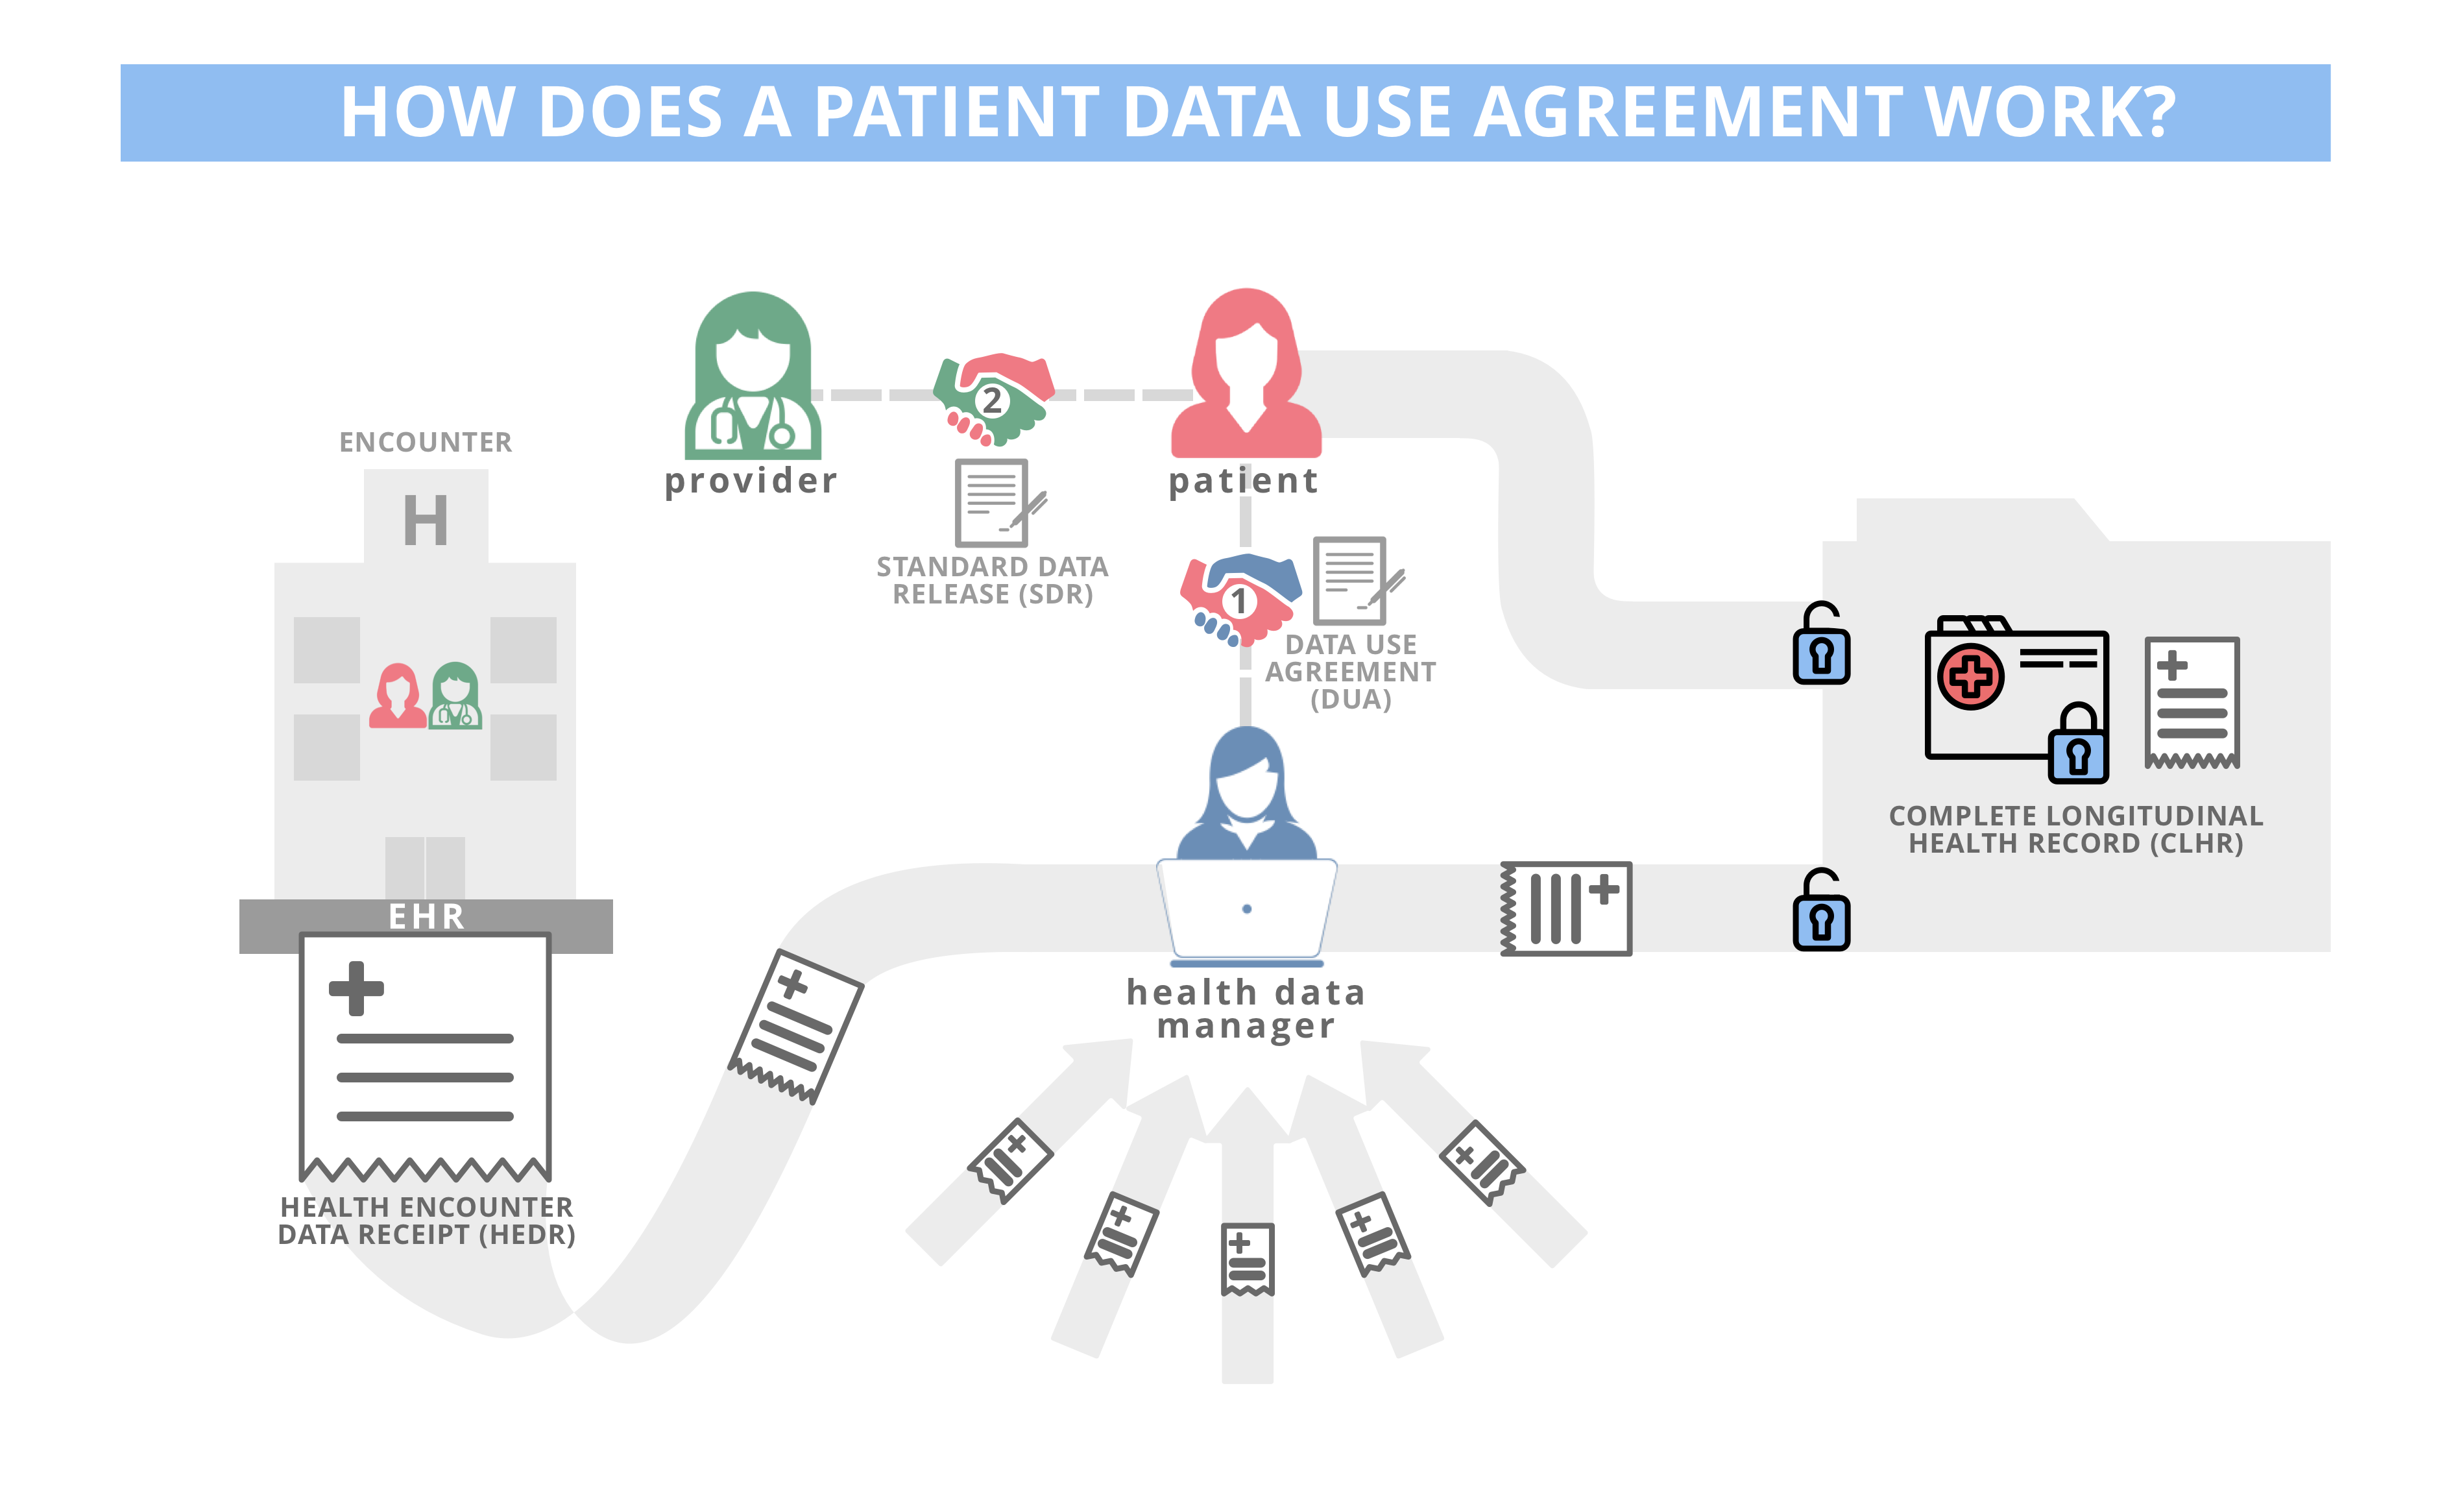 HOW DOES A PATIENT DATA USE AGREEMENT WORK?
ENCOUNTER
H
provider
2
patient
STANDARD DATA
RELEASE (SDR)
1
DATA USE
AGREEMENT
(DUA)
COMPLETE LONGITUDINAL
HEALTH RECORD (CLHR)
EHR
health data
manager
HEALTH ENCOUNTER
DATA RECEIPT (HEDR)